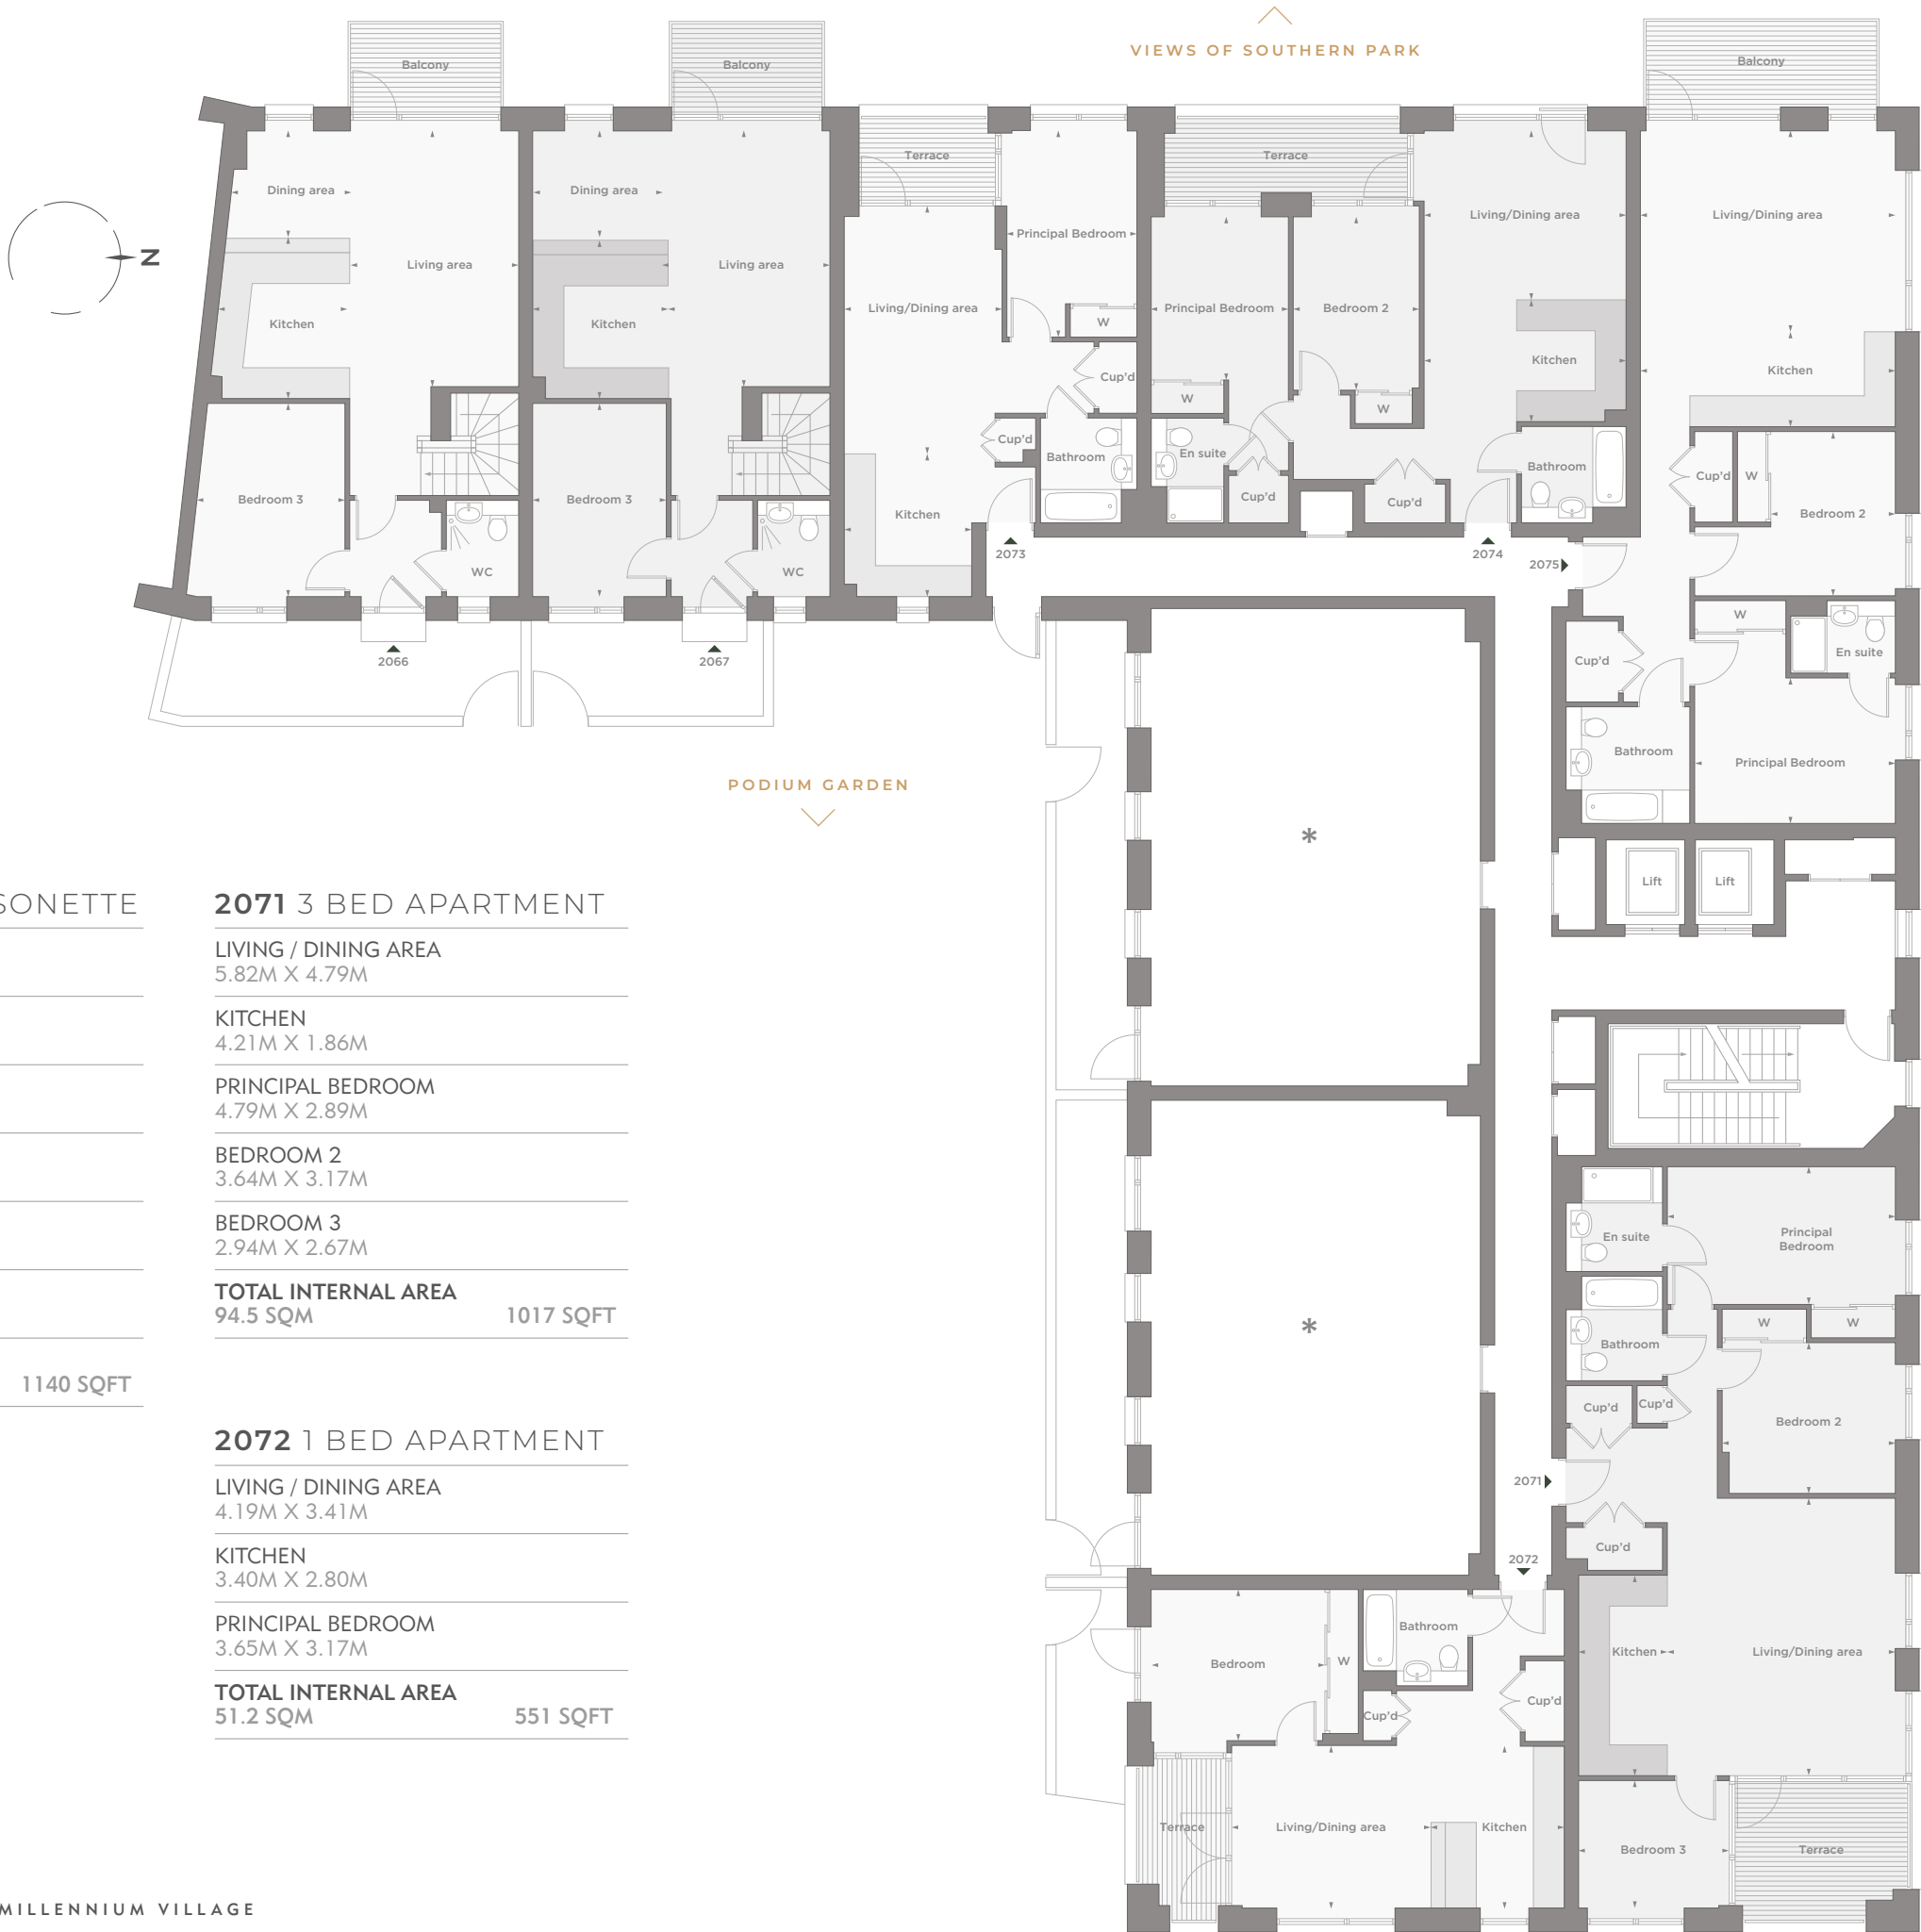 VIEWS OF SOUTHERN PARK
Balcony
Balcony
Balcony
Terrace
Terrace
Dining area
Dining area
Living/Dining area
Living/Dining area
Principal Bedroom
N
Living area
Living area
Living/Dining area
Principal Bedroom
Bedroom 2
Kitchen
Kitchen
W
Kitchen
Kitchen
Cup'd
W
W
Cup'd
Bathroom
En suite
Bathroom
Cup'd
W
Bedroom 3
Bedroom 3
Cup'd
Cup'd
Bedroom 2
Kitchen
2073
2074
2075
WC
WC
W
En suite
Cup'd
2066
2067
Bathroom
Principal Bedroom
PODIUM GARDEN
*
Lift
Lift
SONETTE
1140 SQFT
2071 3 BED APARTMENT
LIVING / DINING AREA
5.82M X 4.79M
KITCHEN
4.21M X 1.86M
PRINCIPAL BEDROOM
4.79M X 2.89M
BEDROOM 2
3.64M X 3.17M
BEDROOM 3
2.94M X 2.67M
TOTAL INTERNAL AREA
94.5 SQM 1017 SQFT
2072 1 BED APARTMENT
LIVING / DINING AREA
4.19M X 3.41M
KITCHEN
3.40M X 2.80M
PRINCIPAL BEDROOM
3.65M X 3.17M
TOTAL INTERNAL AREA
51.2 SQM 551 SQFT
En suite
Principal
Bedroom
*
W
W
Bathroom
Cup'd
Cup'd
Bedroom 2
2071
Cup'd
2072
Bathroom
Kitchen
Living/Dining area
Bedroom
W
Cup'd
Cup'd
Terrace
Living/Dining area
Kitchen
Bedroom 3
Terrace
MILLENNIUM VILLAGE